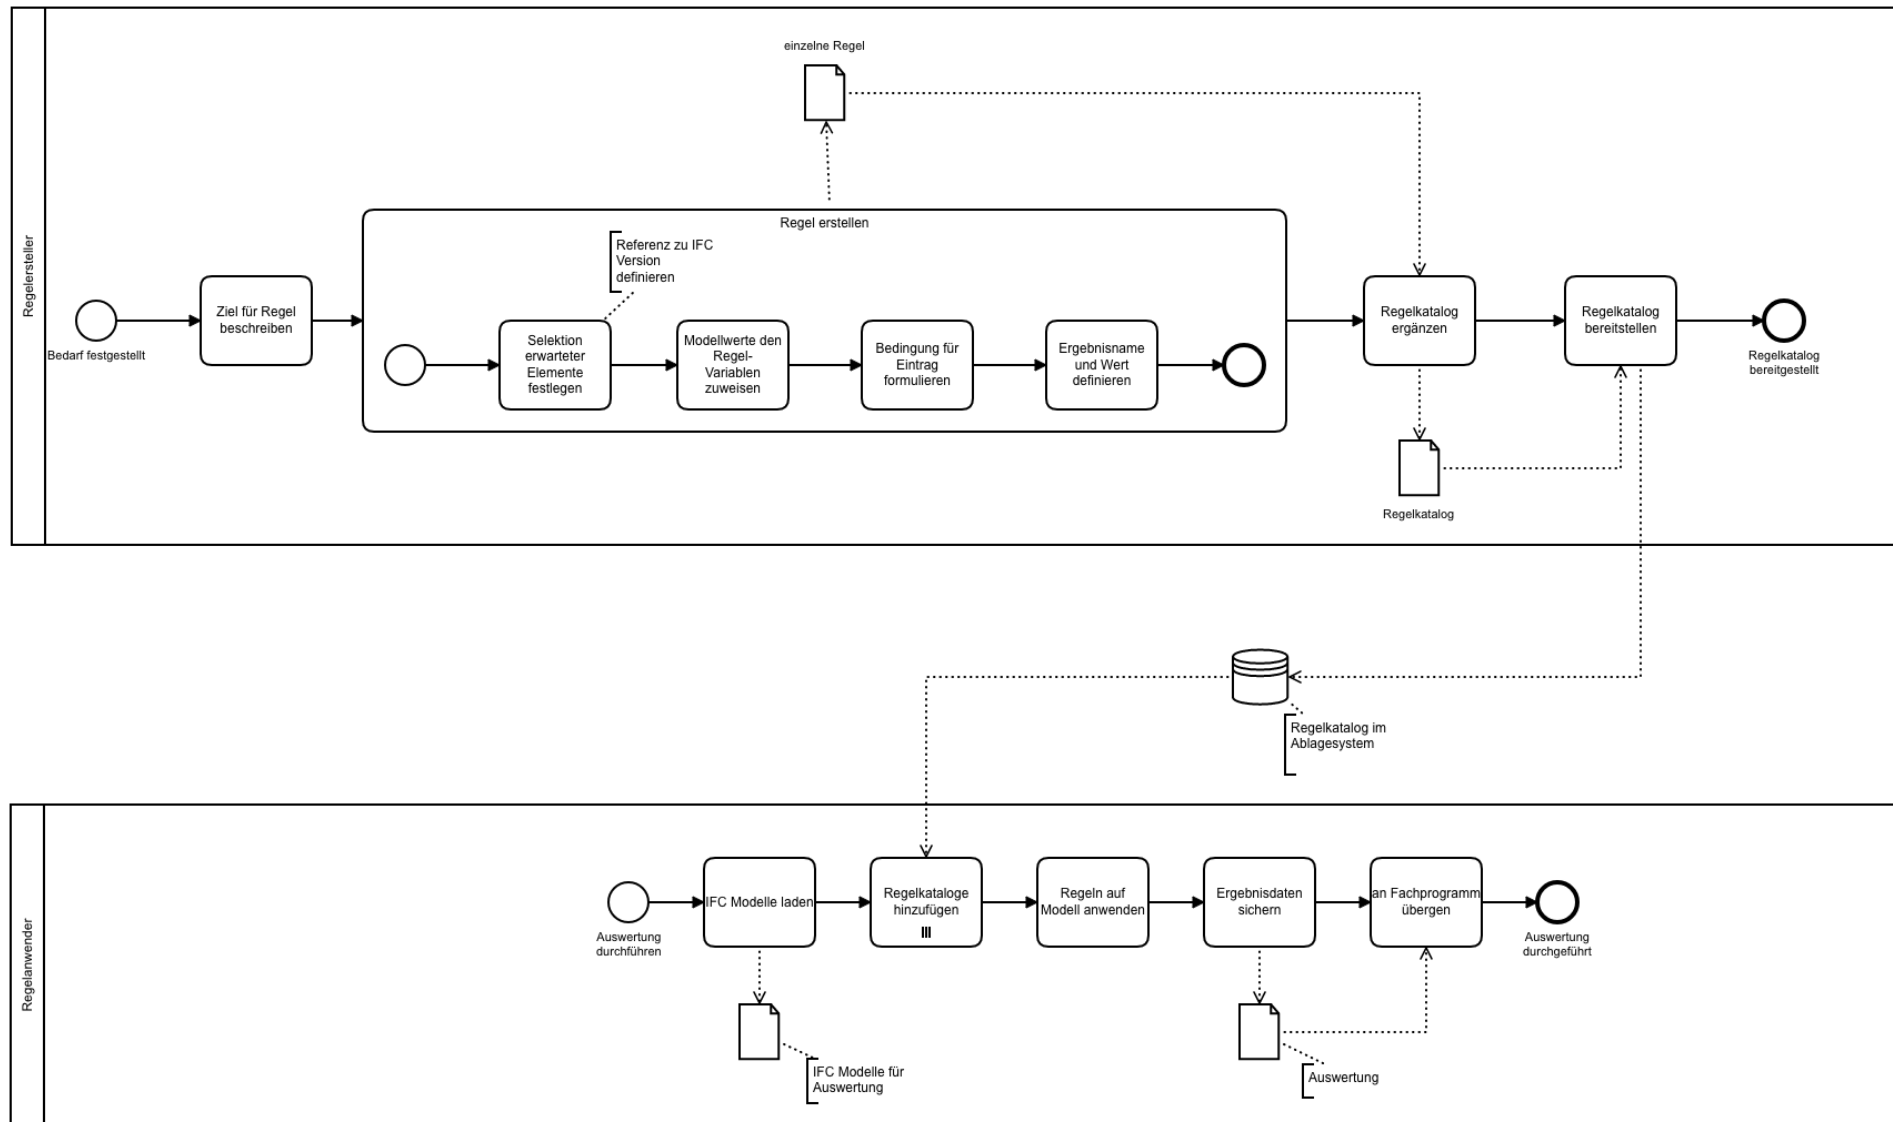 einzelne Regel
Regelersteller
Regel erstellen
Referenz zu IFC
Version
definieren
Bedarf festgestellt
Ziel für Regel
beschreiben
Selektion
erwarteter
Elemente
festlegen
Modellwerte den
Regel-
Variablen
zuweisen
Bedingung für
Eintrag
formulieren
Ergebnisname
und Wert
definieren
Regelkatalog
ergänzen
Regelkatalog
bereitstellen
Regelkatalog
bereitgestellt
Regelkatalog
Regelkatalog im
Ablagesystem
Regelanwender
Auswertung
durchführen
IFC Modelle laden
Regelkataloge
hinzufügen
Regeln auf
Modell anwenden
Ergebnisdaten
sichern
an Fachprogramm
übergen
Auswertung
durchgeführt
IFC Modelle für
Auswertung
Auswertung